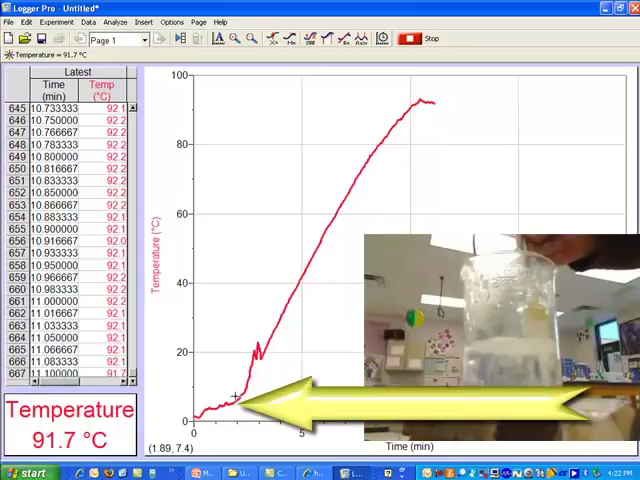 Logger Pro - Untitled*
File Edit Experiment Data Analyze Insert Options Page Help
Page 1
Stop
Temperature = 91.7 °C
Latest
Time Temp
(min) (°C)
645 10.733333 92.1
646 10.750000 92.2
647 10.766667 92.2
648 10.783333 92.2
649 10.800000 92.2
650 10.816667 92.2
651 10.833333 92.2
652 10.850000 92.2
653 10.866667 92.2
654 10.883333 92.1
655 10.900000 92.1
656 10.916667 92.0
657 10.933333 92.1
658 10.950000 92.1
659 10.966667 92.2
660 10.983333 92.2
661 11.000000 92.2
662 11.016667 92.2
663 11.033333 92.1
664 11.050000 92.1
665 11.066667 92.1
666 11.083333 92.1
667 11.100000 91.7
Temperature
91.7 °C
100
80
60
40
20
0
Temperature (°C)
0
5
Time (min)
(1.89, 7.4)
start
4:22 PM